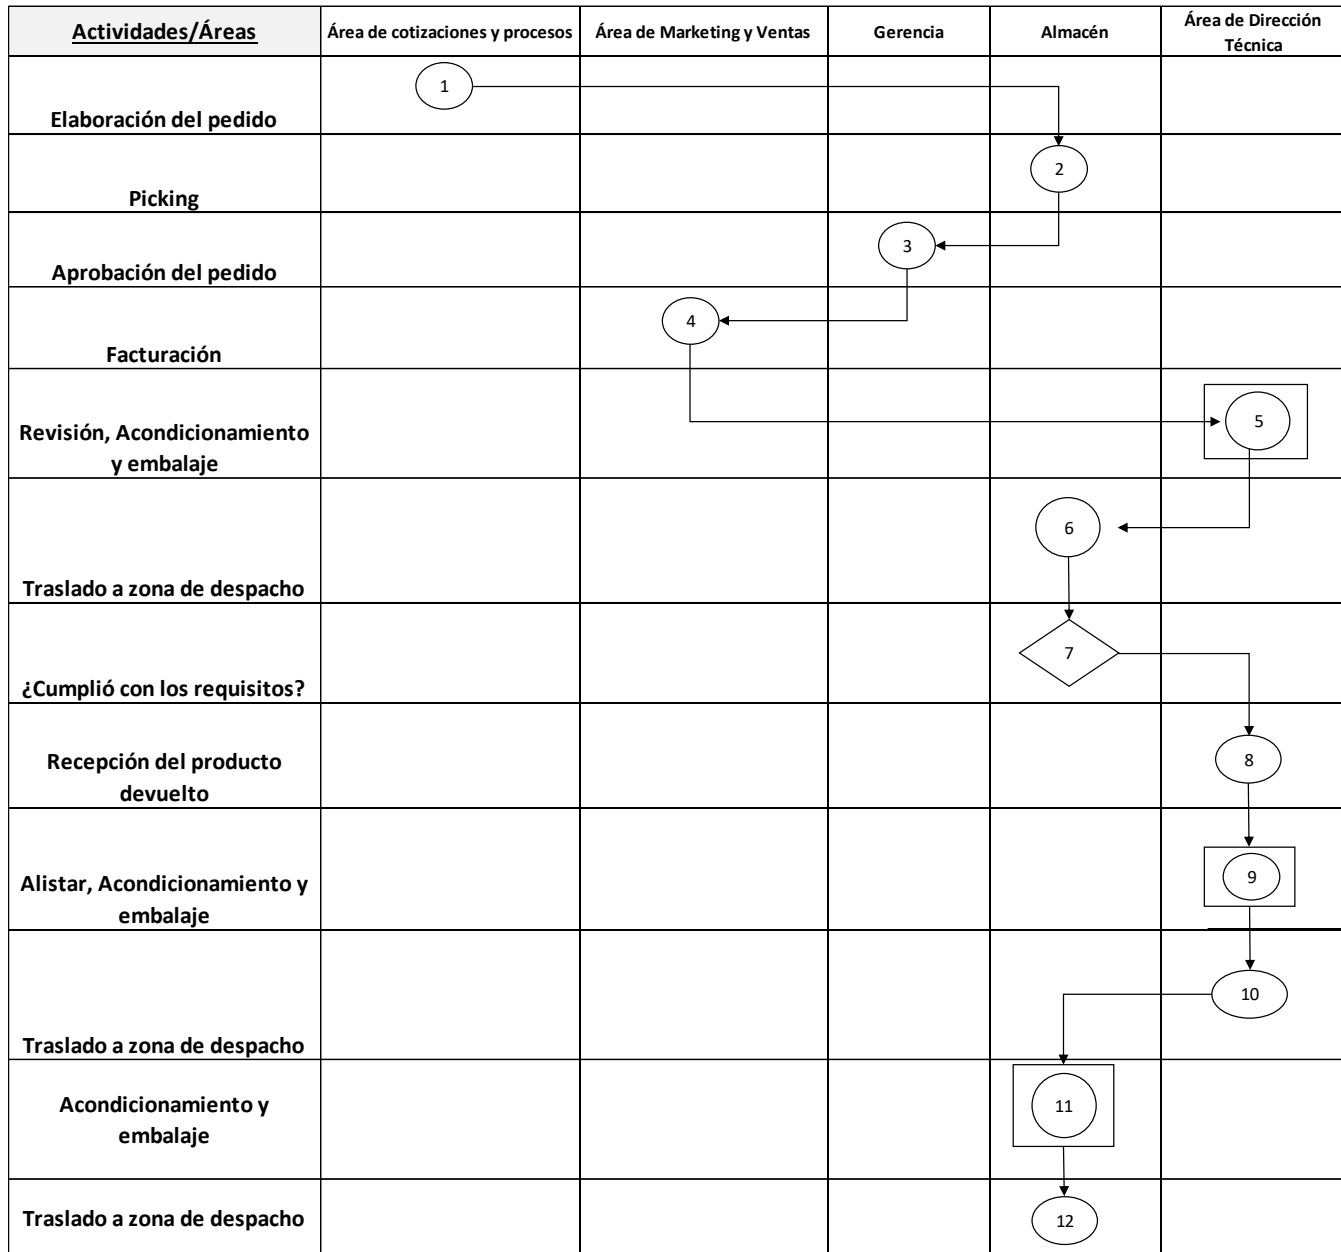 Actividades/Áreas
Área de cotizaciones y procesos
Área de Marketing y Ventas
Gerencia
Almacén
Área de Dirección
Técnica
1
Elaboración del pedido
2
Picking
3
Aprobación del pedido
4
Facturación
5
Revisión, Acondicionamiento
y embalaje
6
Traslado a zona de despacho
7
¿Cumplió con los requisitos?
8
Recepción del producto
devuelto
9
Alistar, Acondicionamiento y
embalaje
10
Traslado a zona de despacho
11
Acondicionamiento y
embalaje
12
Traslado a zona de despacho